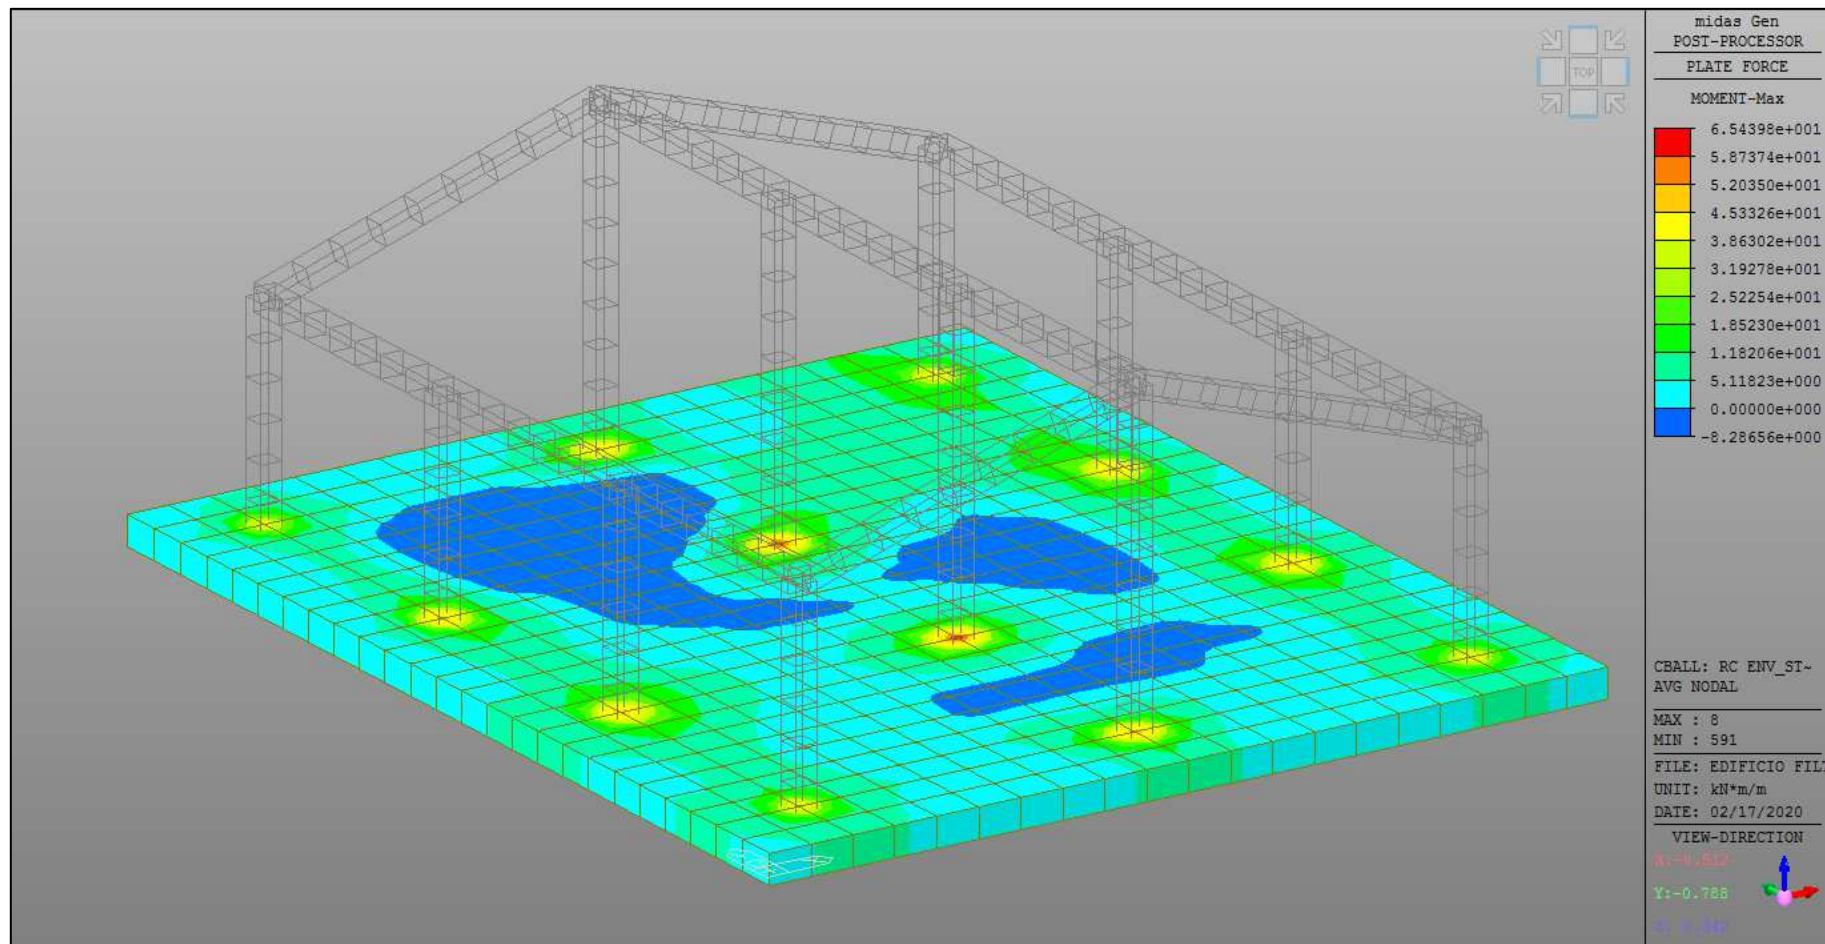 TOP
midas Gen
POST-PROCESSOR
PLATE FORCE
MOMENT-Max
6.54398e+001
5.87374e+001
5.20350e+001
4.53326e+001
3.86302e+001
3.19278e+001
2.52254e+001
1.85230e+001
1.18206e+001
5.11823e+000
0.00000e+000
-8.28656e+000
CBALL: RC ENV_ST~
AVG NODAL
MAX : 8
MIN : 591
FILE: EDIFICIO FILT
UNIT: kN*m/m
DATE: 02/17/2020
VIEW-DIRECTION
X:-0.512
Y:-0.788